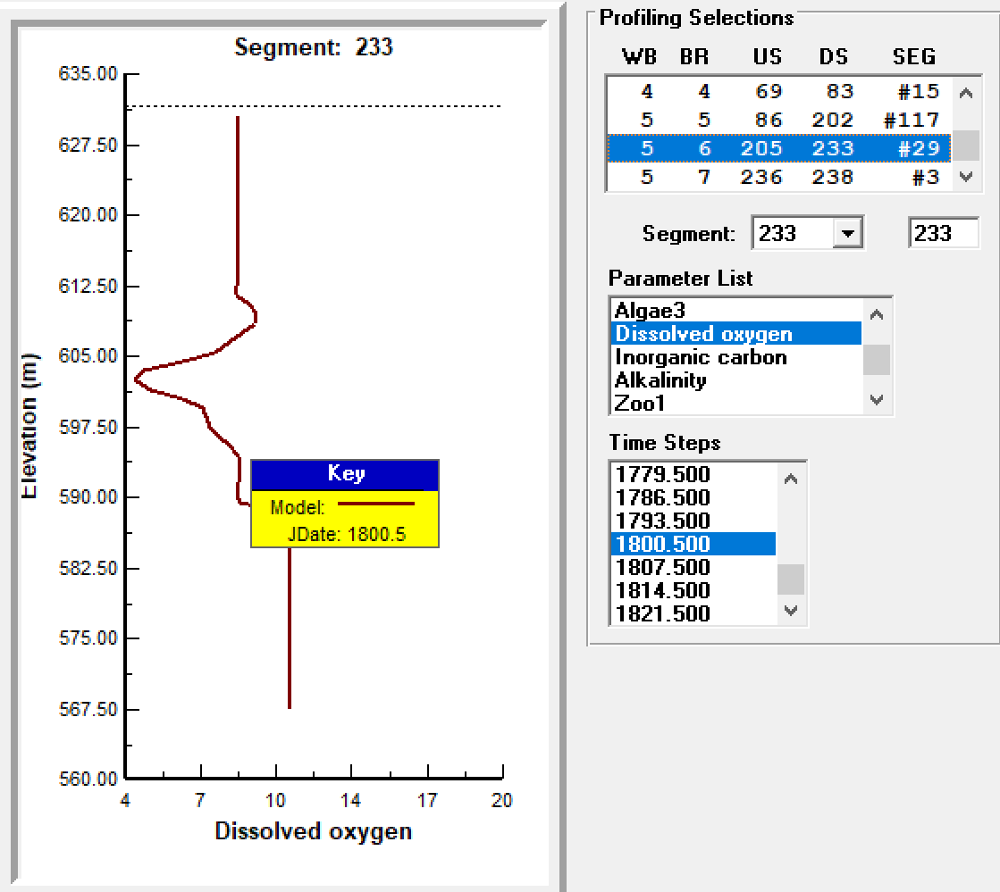 Segment: 233
635.00
627.50
620.00
612.50
605.00
597.50
590.00
582.50
575.00
567.50
560.00
Elevation (m)
4 7 10 14 17 20
Dissolved oxygen
Key
Model:
JDate: 1800.5
Profiling Selections
WB BR US DS SEG
4 4 69 83 #15
5 5 86 202 #117
5 6 205 233 #29
5 7 236 238 #3
Segment: 233 233
Parameter List
Algae3
Dissolved oxygen
Inorganic carbon
Alkalinity
Zoo1
Time Steps
1779.500
1786.500
1793.500
1800.500
1807.500
1814.500
1821.500